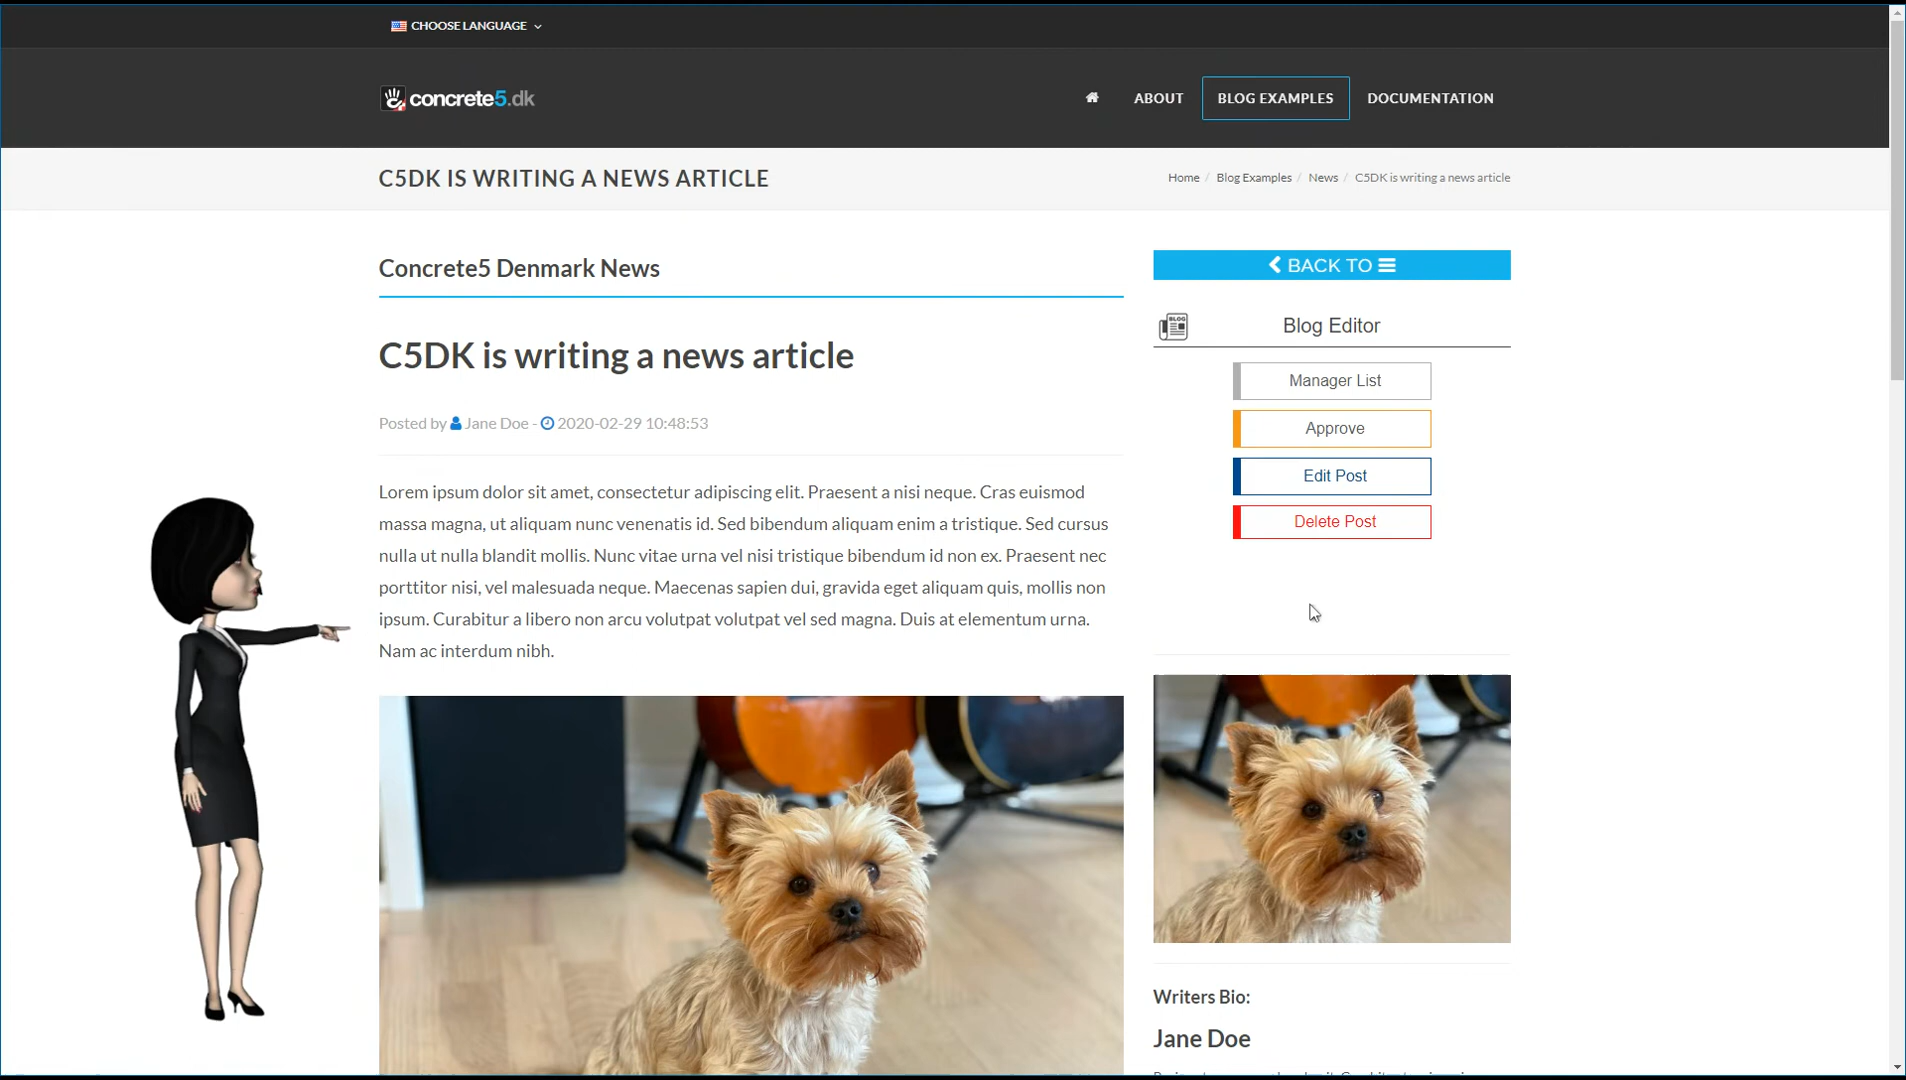 CHOOSE LANGUAGE
concrete5.dk
ABOUT
BLOG EXAMPLES
DOCUMENTATION
C5DK IS WRITING A NEWS ARTICLE
Home / Blog Examples / News / C5DK is writing a news article
Concrete5 Denmark News
C5DK is writing a news article
Posted by Jane Doe - 2020-02-29 10:48:53
Lorem ipsum dolor sit amet, consectetur adipiscing elit. Praesent a nisi neque. Cras euismod
massa magna, ut aliquam nunc venenatis id. Sed bibendum aliquam enim a tristique. Sed cursus
nulla ut nulla blandit mollis. Nunc vitae urna vel nisi tristique bibendum id non ex. Praesent nec
porttitor nisi, vel malesuada neque. Maecenas sapien dui, gravida eget aliquam quis, mollis non
ipsum. Curabitur a libero non arcu volutpat volutpat vel sed magna. Duis at elementum urna.
Nam ac interdum nibh.
BACK TO
BLOG
Blog Editor
Manager List
Approve
Edit Post
Delete Post
Writers Bio:
Jane Doe